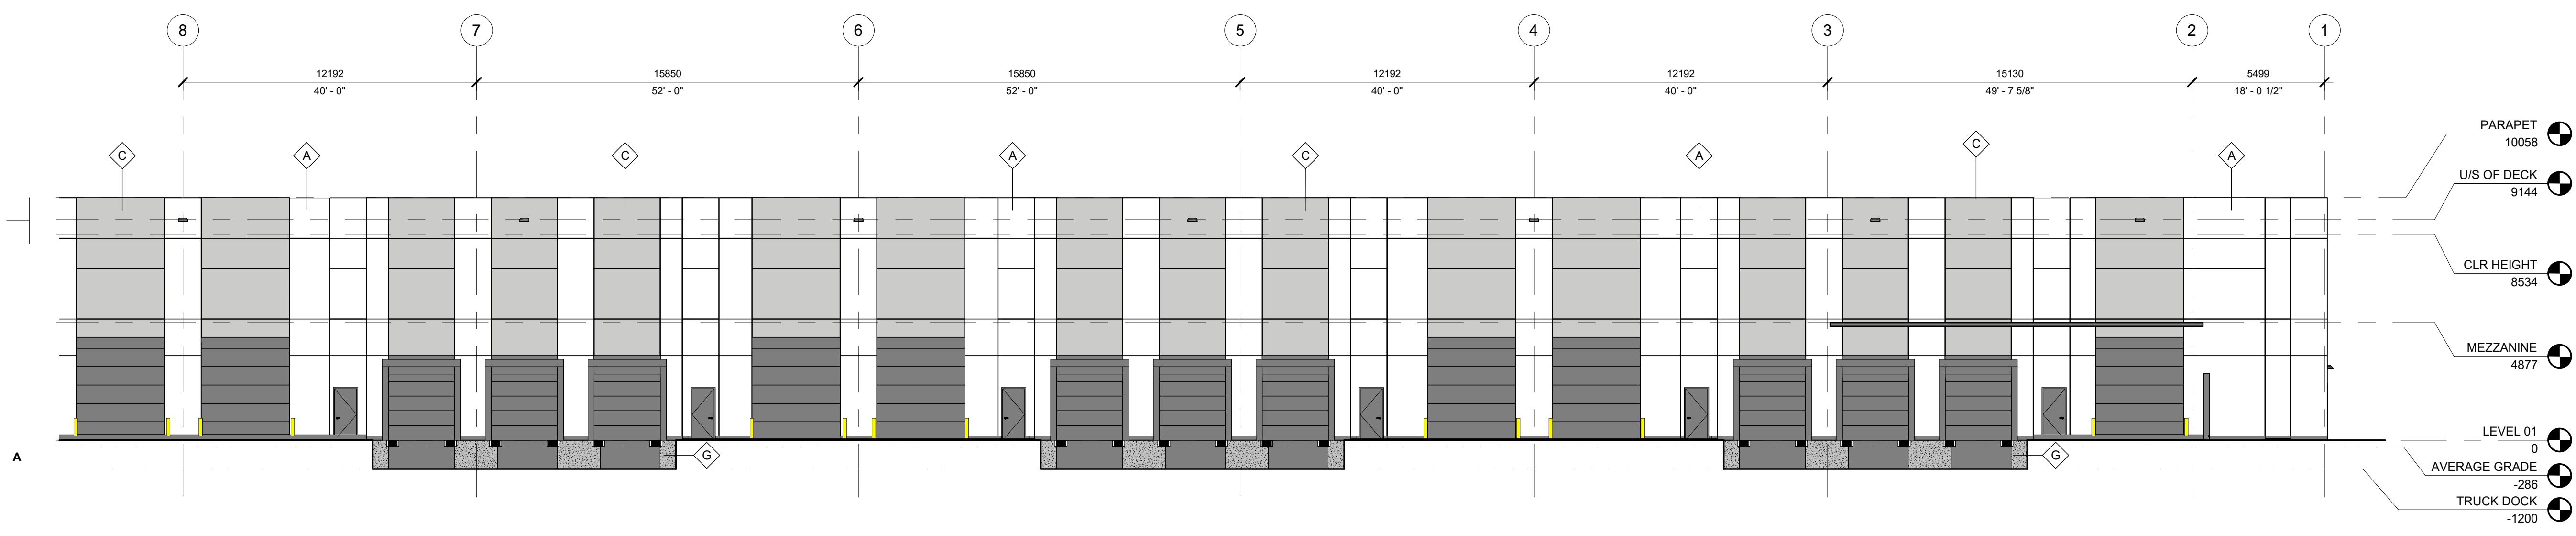 8 7 6 5 4 3 2 1
12192 15850 15850 12192 12192 15130 5499
40' - 0" 52' - 0" 52' - 0" 40' - 0" 40' - 0" 49' - 7 5/8" 18' - 0 1/2"
C A C A C A C A
PARAPET
10058
U/S OF DECK
9144
CLR HEIGHT
8534
MEZZANINE
4877
LEVEL 01
0
A G G
AVERAGE GRADE
-286
TRUCK DOCK
-1200